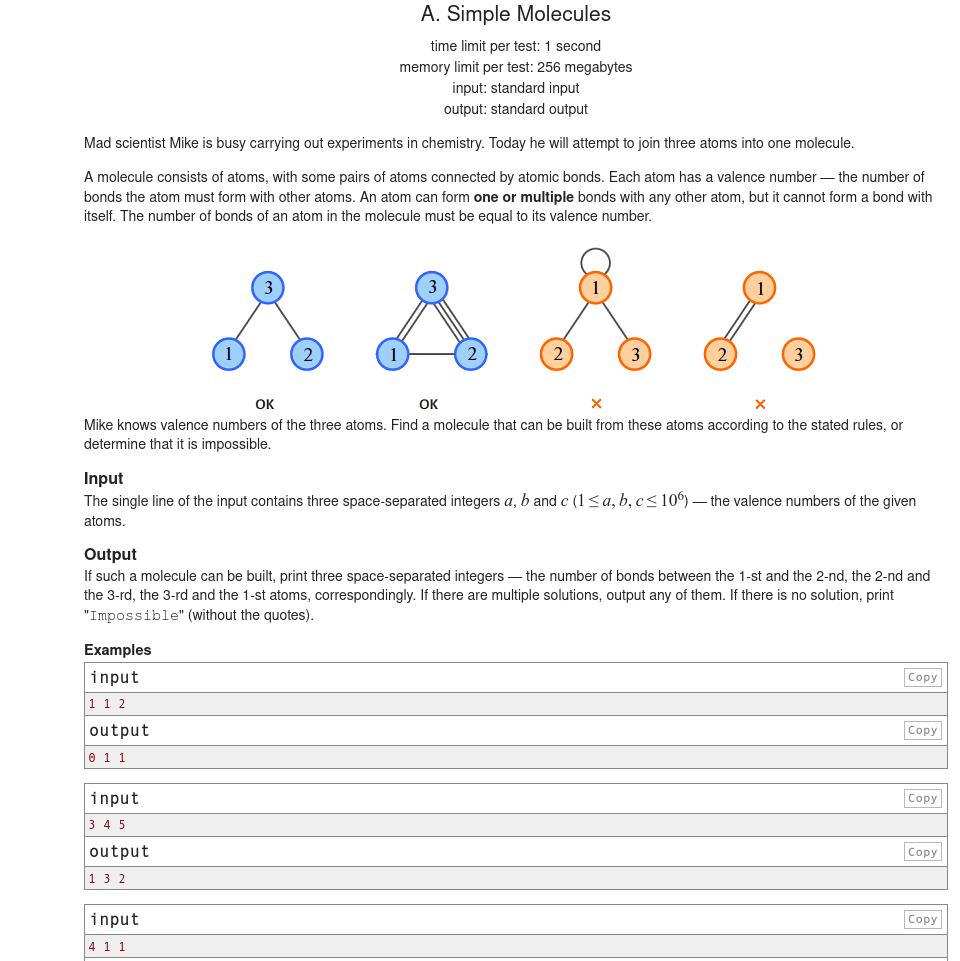 A. Simple Molecules
time limit per test: 1 second
memory limit per test: 256 megabytes
input: standard input
output: standard output
Mad scientist Mike is busy carrying out experiments in chemistry. Today he will attempt to join three atoms into one molecule.
A molecule consists of atoms, with some pairs of atoms connected by atomic bonds. Each atom has a valence number — the number of
bonds the atom must form with other atoms. An atom can form one or multiple bonds with any other atom, but it cannot form a bond with
itself. The number of bonds of an atom in the molecule must be equal to its valence number.
3 3 1 1
1 2 1 2 2 3 2 3
OK OK × ×
Mike knows valence numbers of the three atoms. Find a molecule that can be built from these atoms according to the stated rules, or
determine that it is impossible.
Input
The single line of the input contains three space-separated integers a, b and c (1 ≤ a, b, c ≤ 10⁶) — the valence numbers of the given
atoms.
Output
If such a molecule can be built, print three space-separated integers — the number of bonds between the 1-st and the 2-nd, the 2-nd and
the 3-rd, the 3-rd and the 1-st atoms, correspondingly. If there are multiple solutions, output any of them. If there is no solution, print
"Impossible" (without the quotes).
Examples
input Copy
1 1 2
output Copy
0 1 1
input Copy
3 4 5
output Copy
1 3 2
input Copy
4 1 1